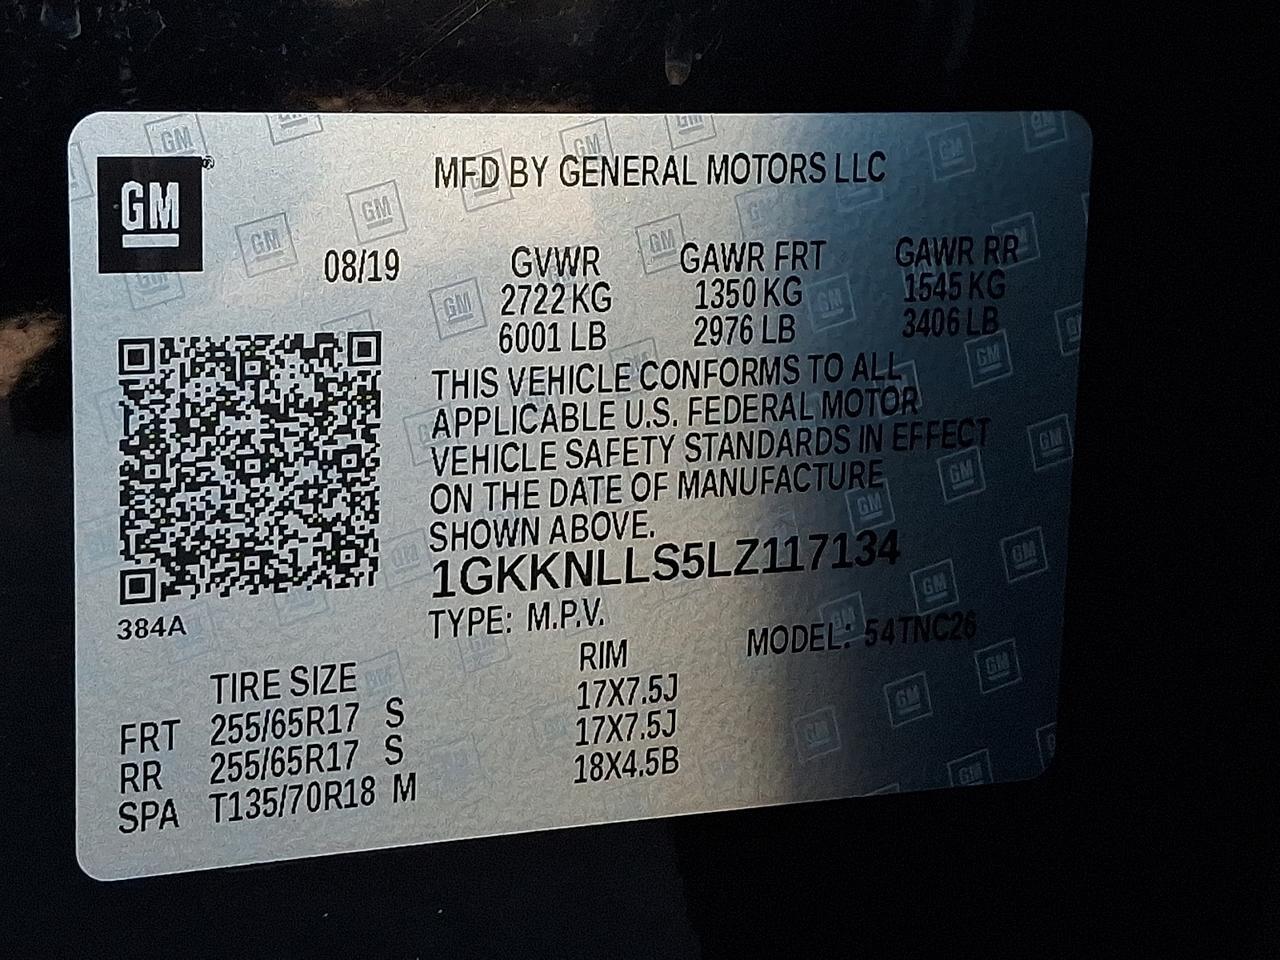 GM
MFD BY GENERAL MOTORS LLC
08/19 GVWR GAWR FRT GAWR RR
2722 KG 1350 KG 1545 KG
6001 LB 2976 LB 3406 LB
THIS VEHICLE CONFORMS TO ALL
APPLICABLE U.S. FEDERAL MOTOR
VEHICLE SAFETY STANDARDS IN EFFECT
ON THE DATE OF MANUFACTURE
SHOWN ABOVE.
1GKKNLLS5LZ117134
384A
TYPE: M.P.V. MODEL: 54TNC26
TIRE SIZE RIM
FRT 255/65R17 S 17X7.5J
RR 255/65R17 S 17X7.5J
SPA T135/70R18 M 18X4.5B